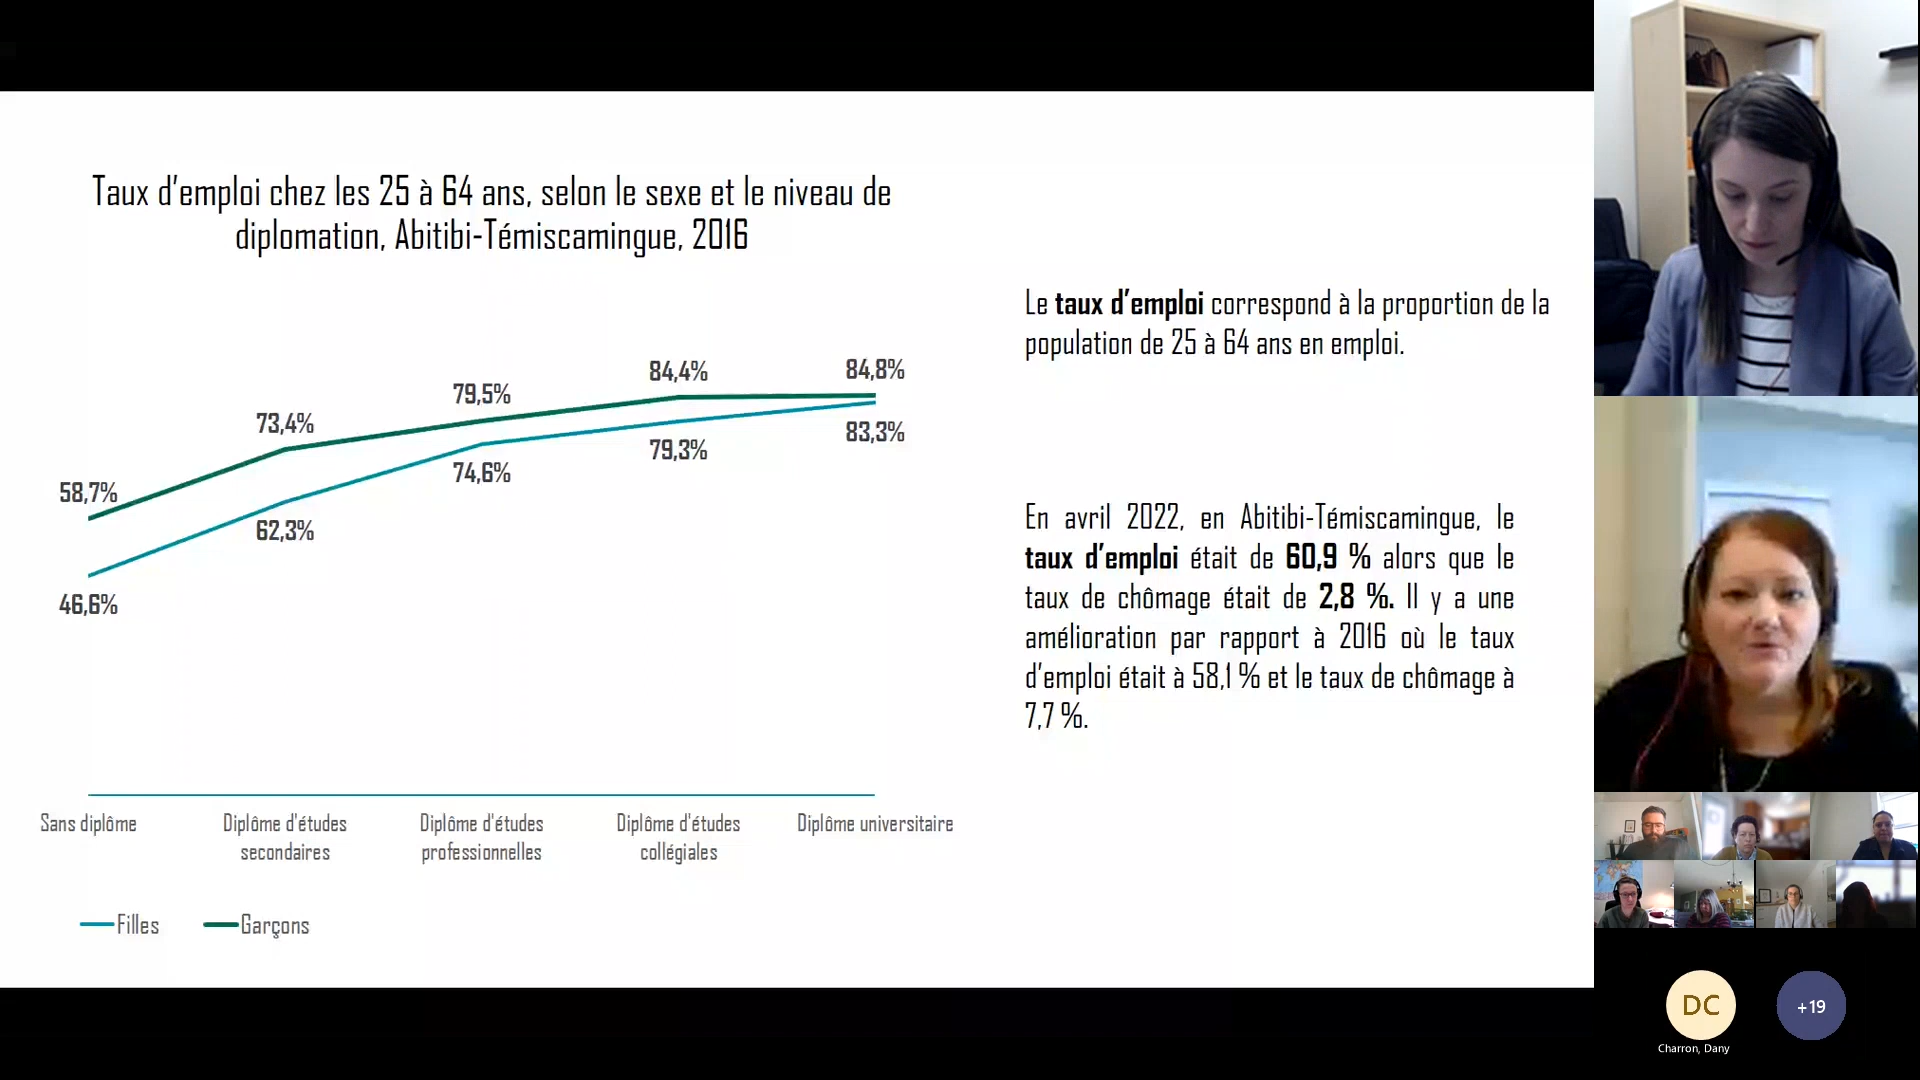 Taux d'emploi chez les 25 à 64 ans, selon le sexe et le niveau de
diplomation, Abitibi-Témiscamingue, 2016
58,7%
73,4%
79,5%
84,4%
84,8%
46,6%
62,3%
74,6%
79,3%
83,3%
Sans diplôme
Diplôme d'études
secondaires
Diplôme d'études
professionnelles
Diplôme d'études
collégiales
Diplôme universitaire
Filles
Garçons
Le taux d'emploi correspond à la proportion de la
population de 25 à 64 ans en emploi.
En avril 2022, en Abitibi-Témiscamingue, le
taux d'emploi était de 60,9 % alors que le
taux de chômage était de 2,8 %. Il y a une
amélioration par rapport à 2016 où le taux
d'emploi était à 58,1 % et le taux de chômage à
7,7 %.
DC
+19
Charron, Dany